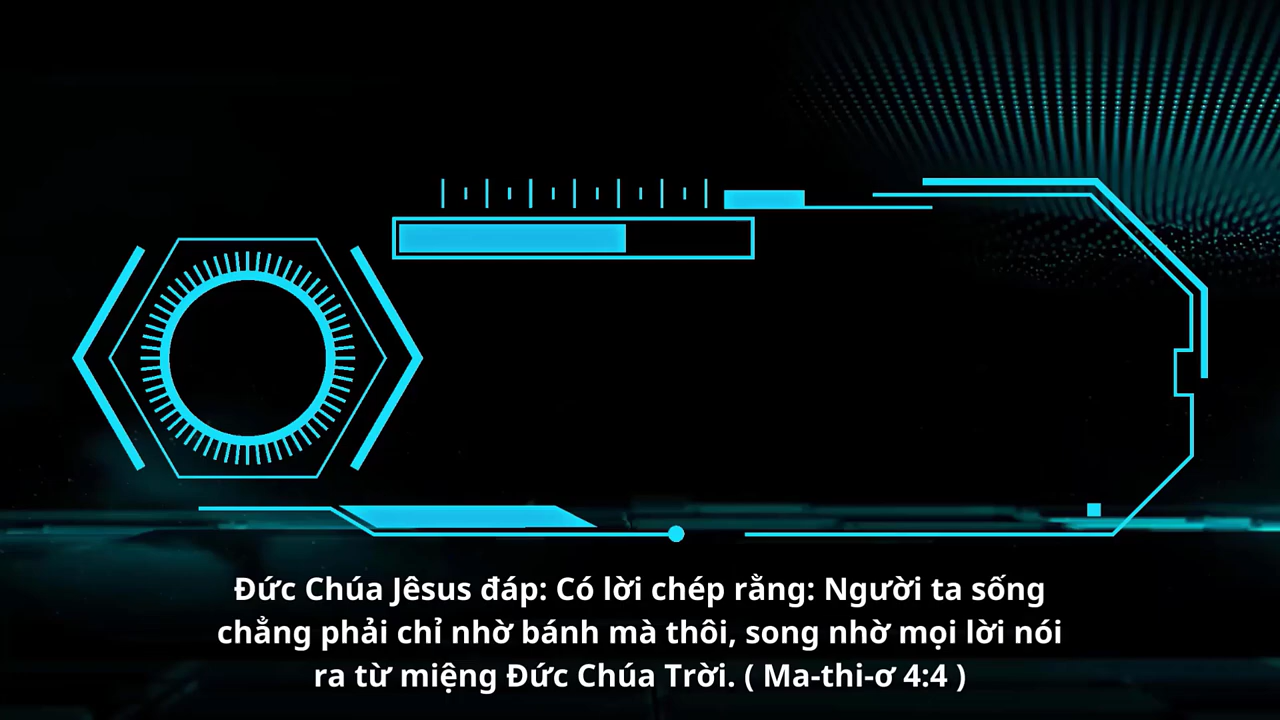 Đức Chúa Jêsus đáp: Có lời chép rằng: Người ta sống
chẳng phải chỉ nhờ bánh mà thôi, song nhờ mọi lời nói
ra từ miệng Đức Chúa Trời. ( Ma-thi-ơ 4:4 )